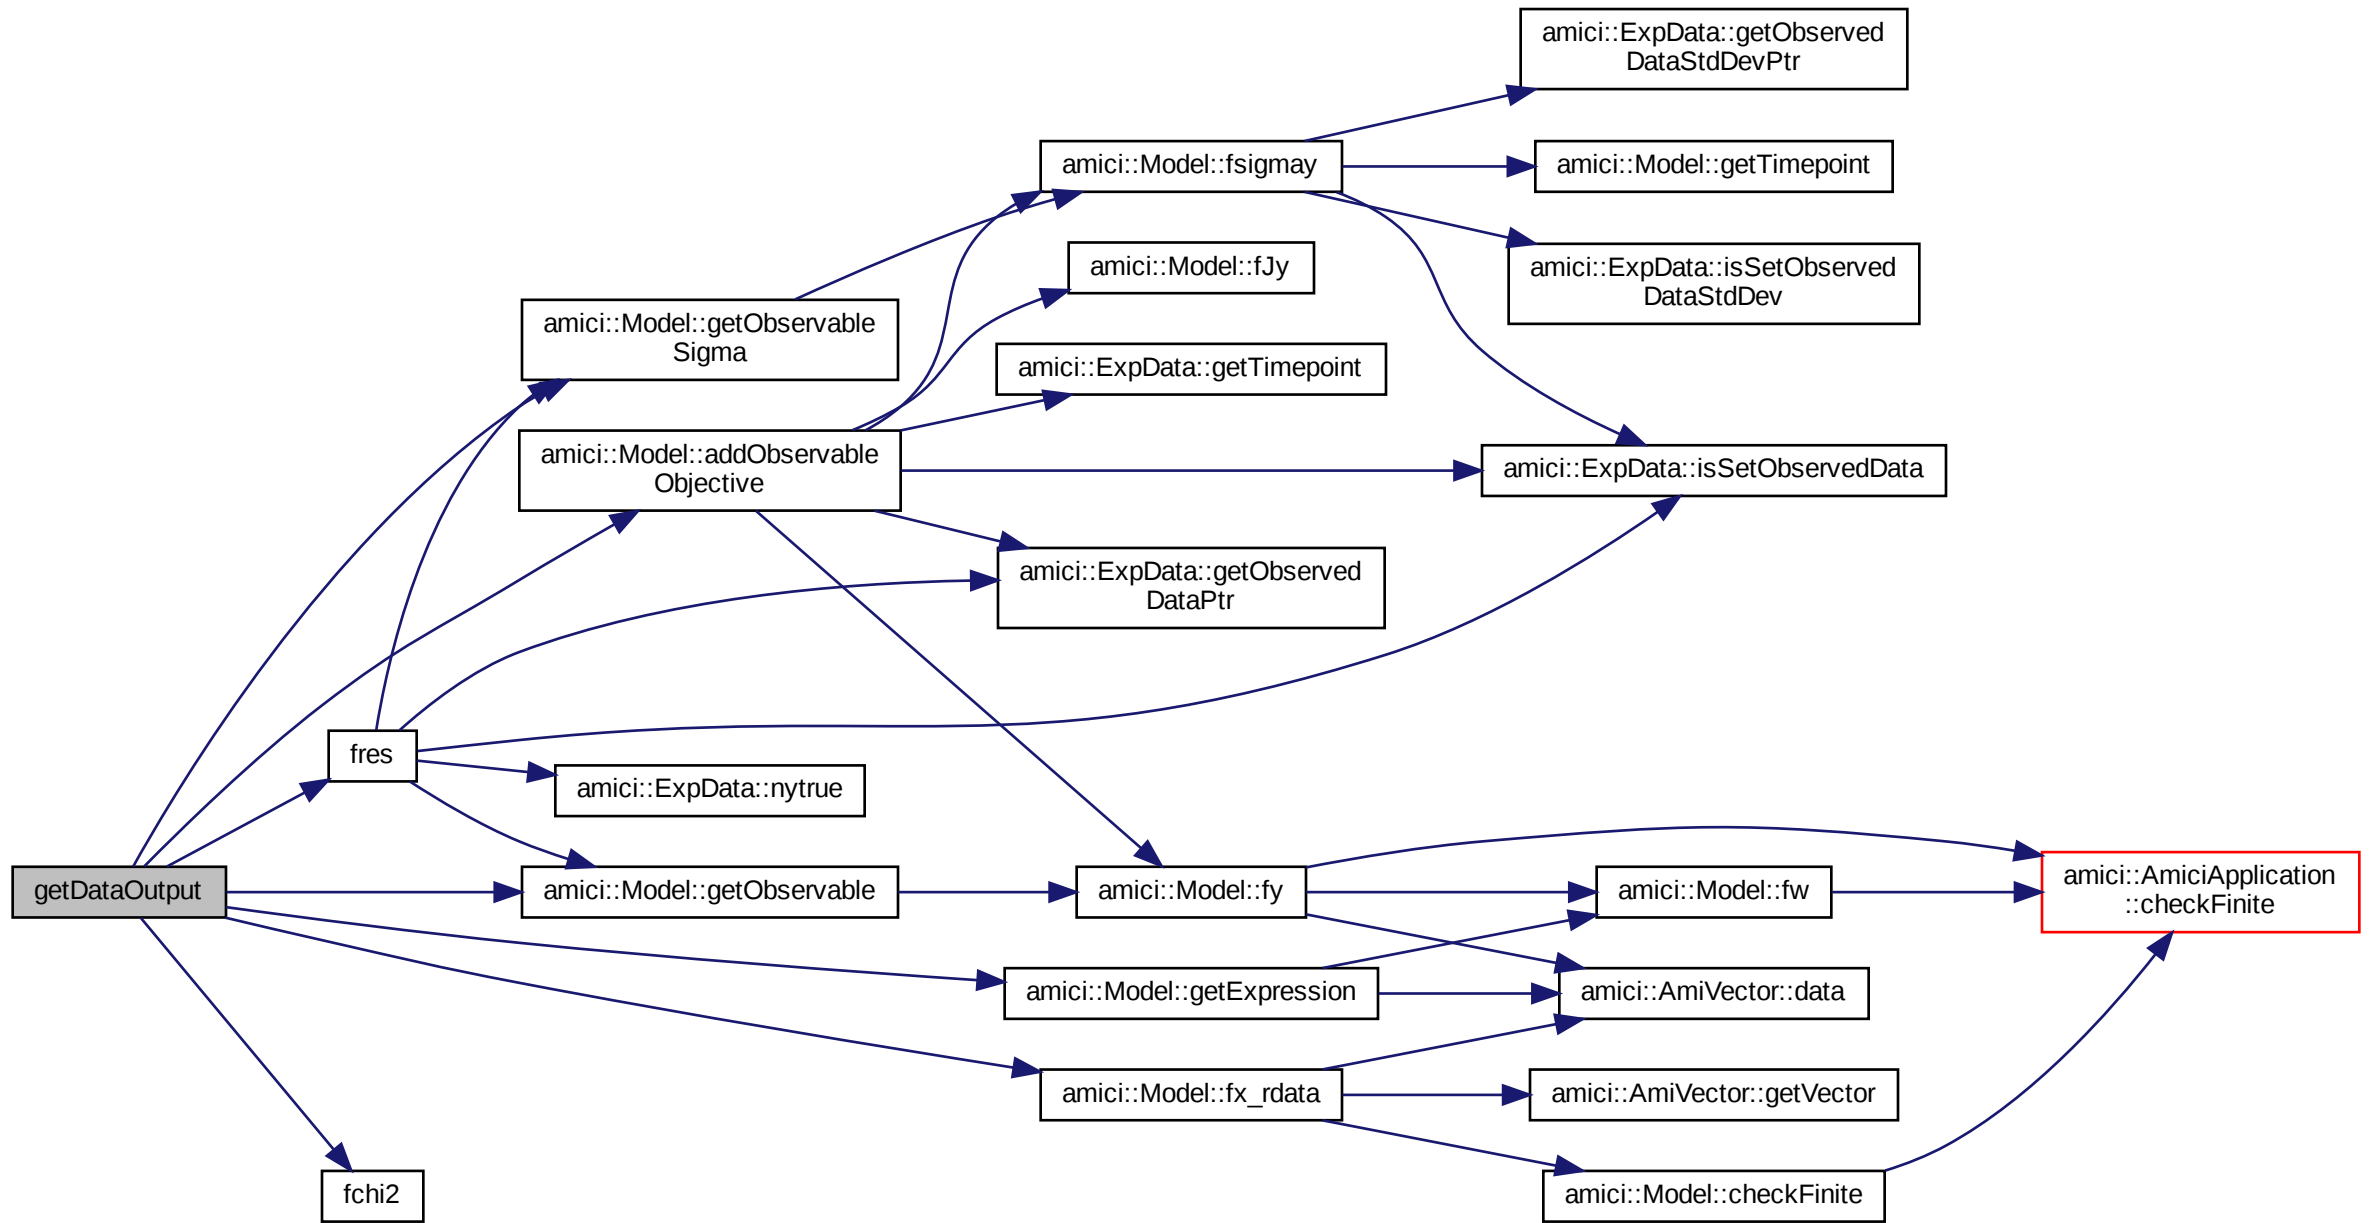 amici::ExpData::getObserved
DataStdDevPtr
amici::Model::fsigmay
amici::Model::getTimepoint
amici::Model::fJy
amici::ExpData::isSetObserved
DataStdDev
amici::Model::getObservable
Sigma
amici::ExpData::getTimepoint
amici::Model::addObservable
Objective
amici::ExpData::isSetObservedData
amici::ExpData::getObserved
DataPtr
fres
amici::ExpData::nytrue
getDataOutput
amici::Model::getObservable
amici::Model::fy
amici::Model::fw
amici::AmiciApplication
::checkFinite
amici::Model::getExpression
amici::AmiVector::data
amici::Model::fx_rdata
amici::AmiVector::getVector
fchi2
amici::Model::checkFinite